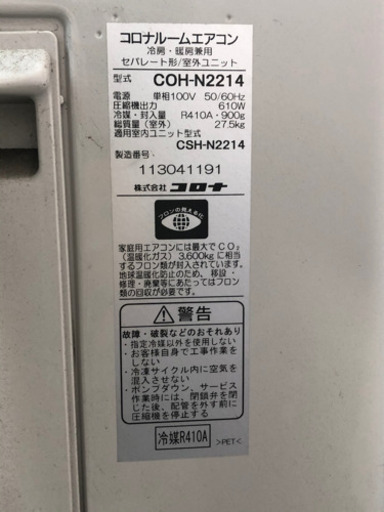 コロナルームエアコン
冷房・暖房兼用
セパレート形/室外ユニット
型式 COH-N2214
電源 単相100V 50/60Hz
圧縮機出力 610W
冷媒・封入量 R410A・900g
総質量(室外) 27.5kg
適用室内ユニット型式
CSH-N2214
製造番号
113041191
株式会社 コロナ
フロンの見える化
家庭用エアコンには最大でCO₂
(温暖化ガス)3,600kgに相当
するフロン類が封入されています。
地球温暖化防止のため、移設・
修理・廃棄等にあたってはフロン
類の回収が必要です。
警告
故障・破裂などのおそれあり
・指定冷媒以外を使用しない
・お客様自身で工事作業を
しない
・冷凍サイクル内に空気を
混入させない
・ポンプダウン、サービス
作業時には、閉鎖弁を閉
じた後、配管を外す前に
圧縮機を停止する
冷媒R410A
>PET<